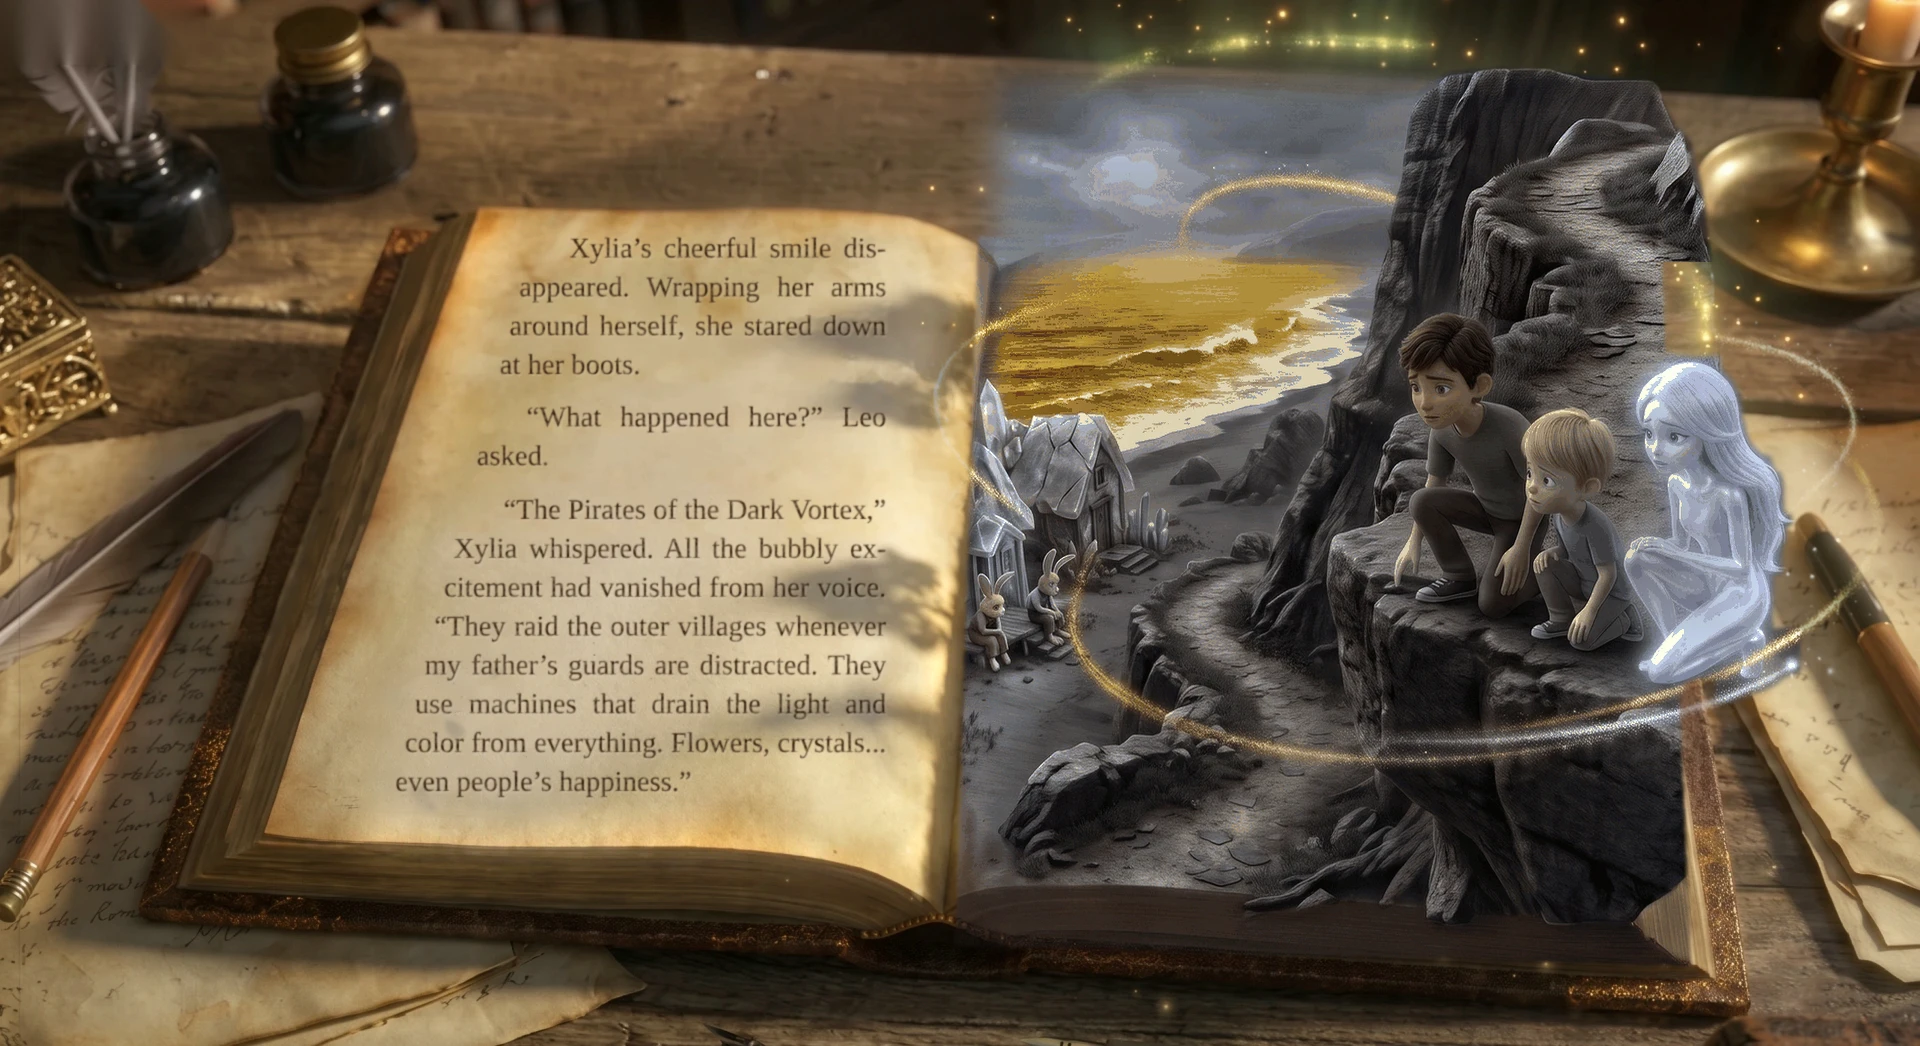 Xylia’s cheerful smile dis-
appeared. Wrapping her arms
around herself, she stared down
at her boots.
“What happened here?” Leo
asked.
“The Pirates of the Dark Vortex,”
Xylia whispered. All the bubbly ex-
citement had vanished from her voice.
“They raid the outer villages whenever
my father’s guards are distracted. They
use machines that drain the light and
color from everything. Flowers, crystals...
even people’s happiness.”